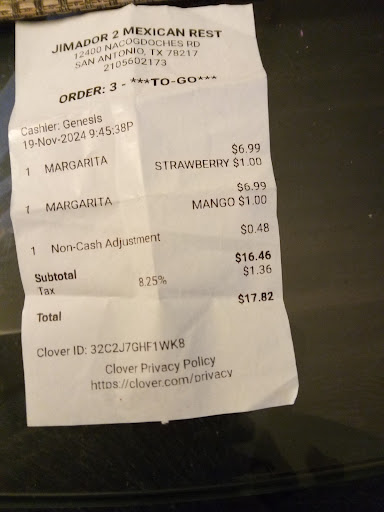 JIMADOR 2 MEXICAN REST
12400 NACOGDOCHES RD
SAN ANTONIO, TX 78217
2105602173
ORDER: 3 - ***TO-GO***
Cashier: Genesis
19-Nov-2024 9:45:38P
1 MARGARITA $6.99
STRAWBERRY $1.00
1 MARGARITA $6.99
MANGO $1.00
1 Non-Cash Adjustment $0.48
Subtotal $16.46
Tax 8.25% $1.36
Total $17.82
Clover ID: 32C2J7GHF1WK8
Clover Privacy Policy
https://clover.com/privacy